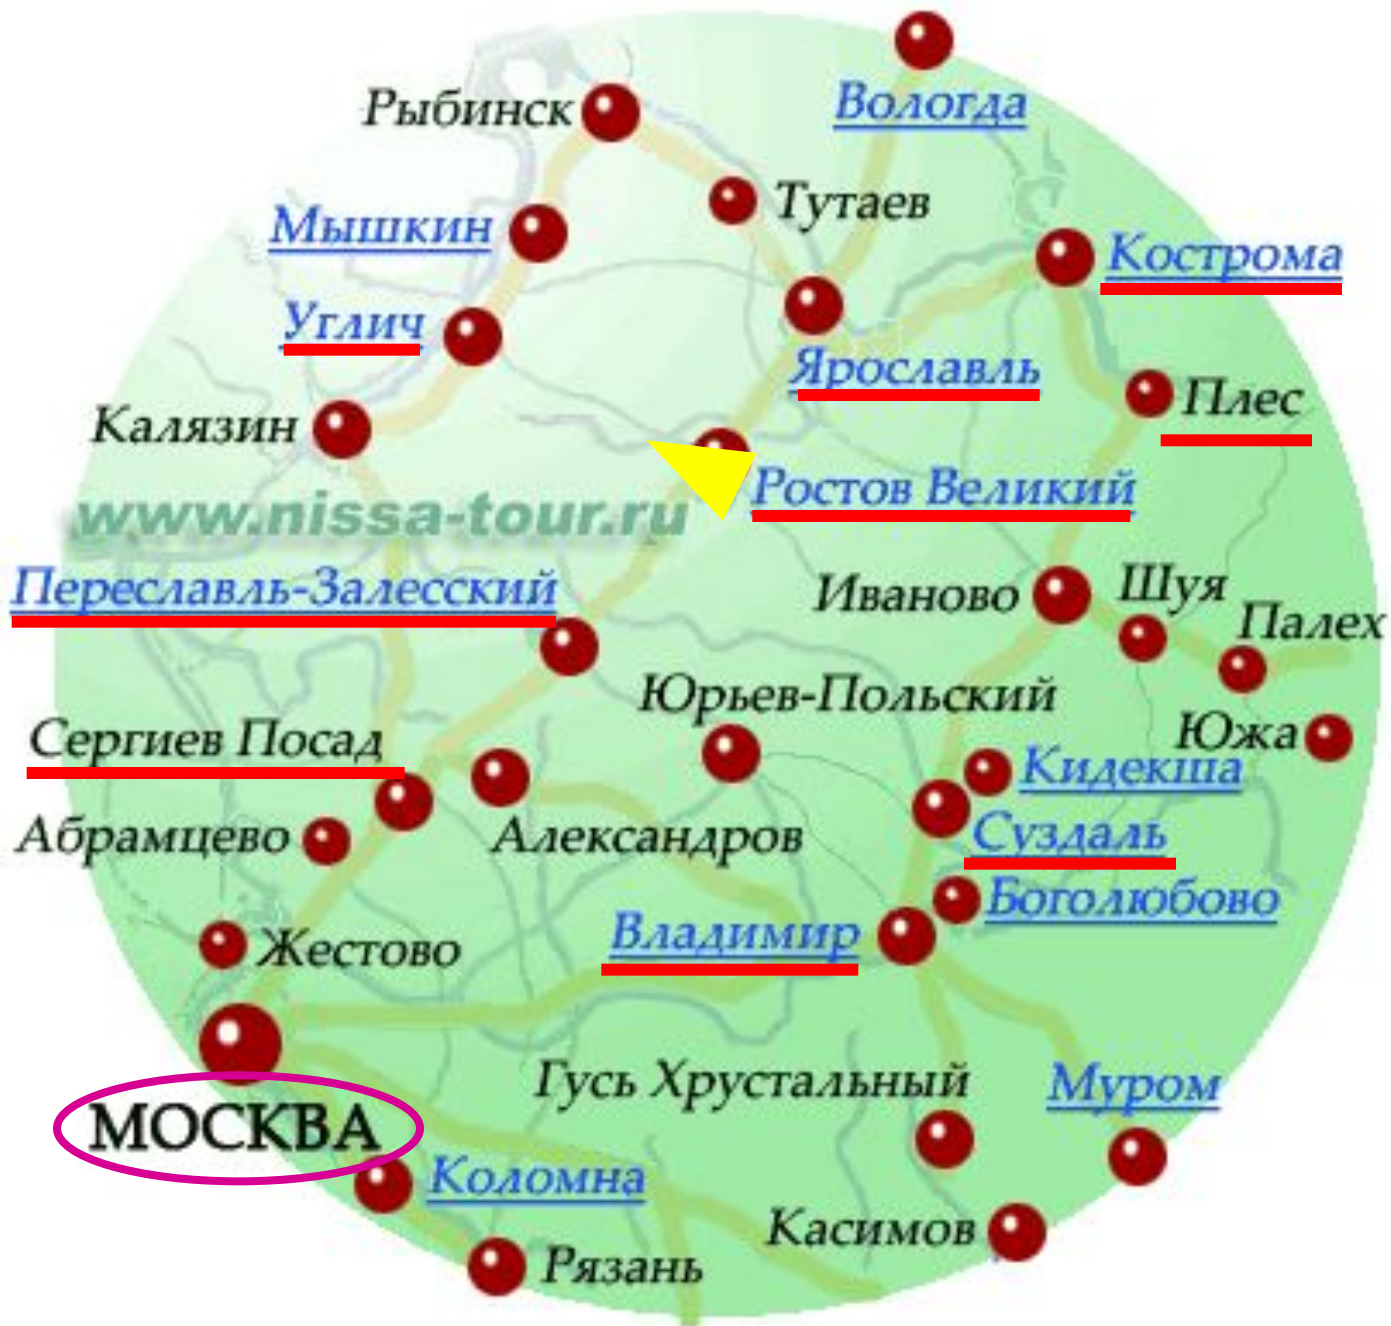 Вологда
Рыбинск
Тутаев
Мышкин
Кострома
Углич
Ярославль
Плес
Калязин
Ростов Великий
www.nissa-tour.ru
Переславль-Залесский
Иваново
Шуя
Палех
Юрьев-Польский
Сергиев Посад
Южа
Кидекша
Абрамцево
Александров
Суздаль
Боголюбово
Владимир
Жестово
Гусь Хрустальный
Муром
МОСКВА
Коломна
Касимов
Рязань